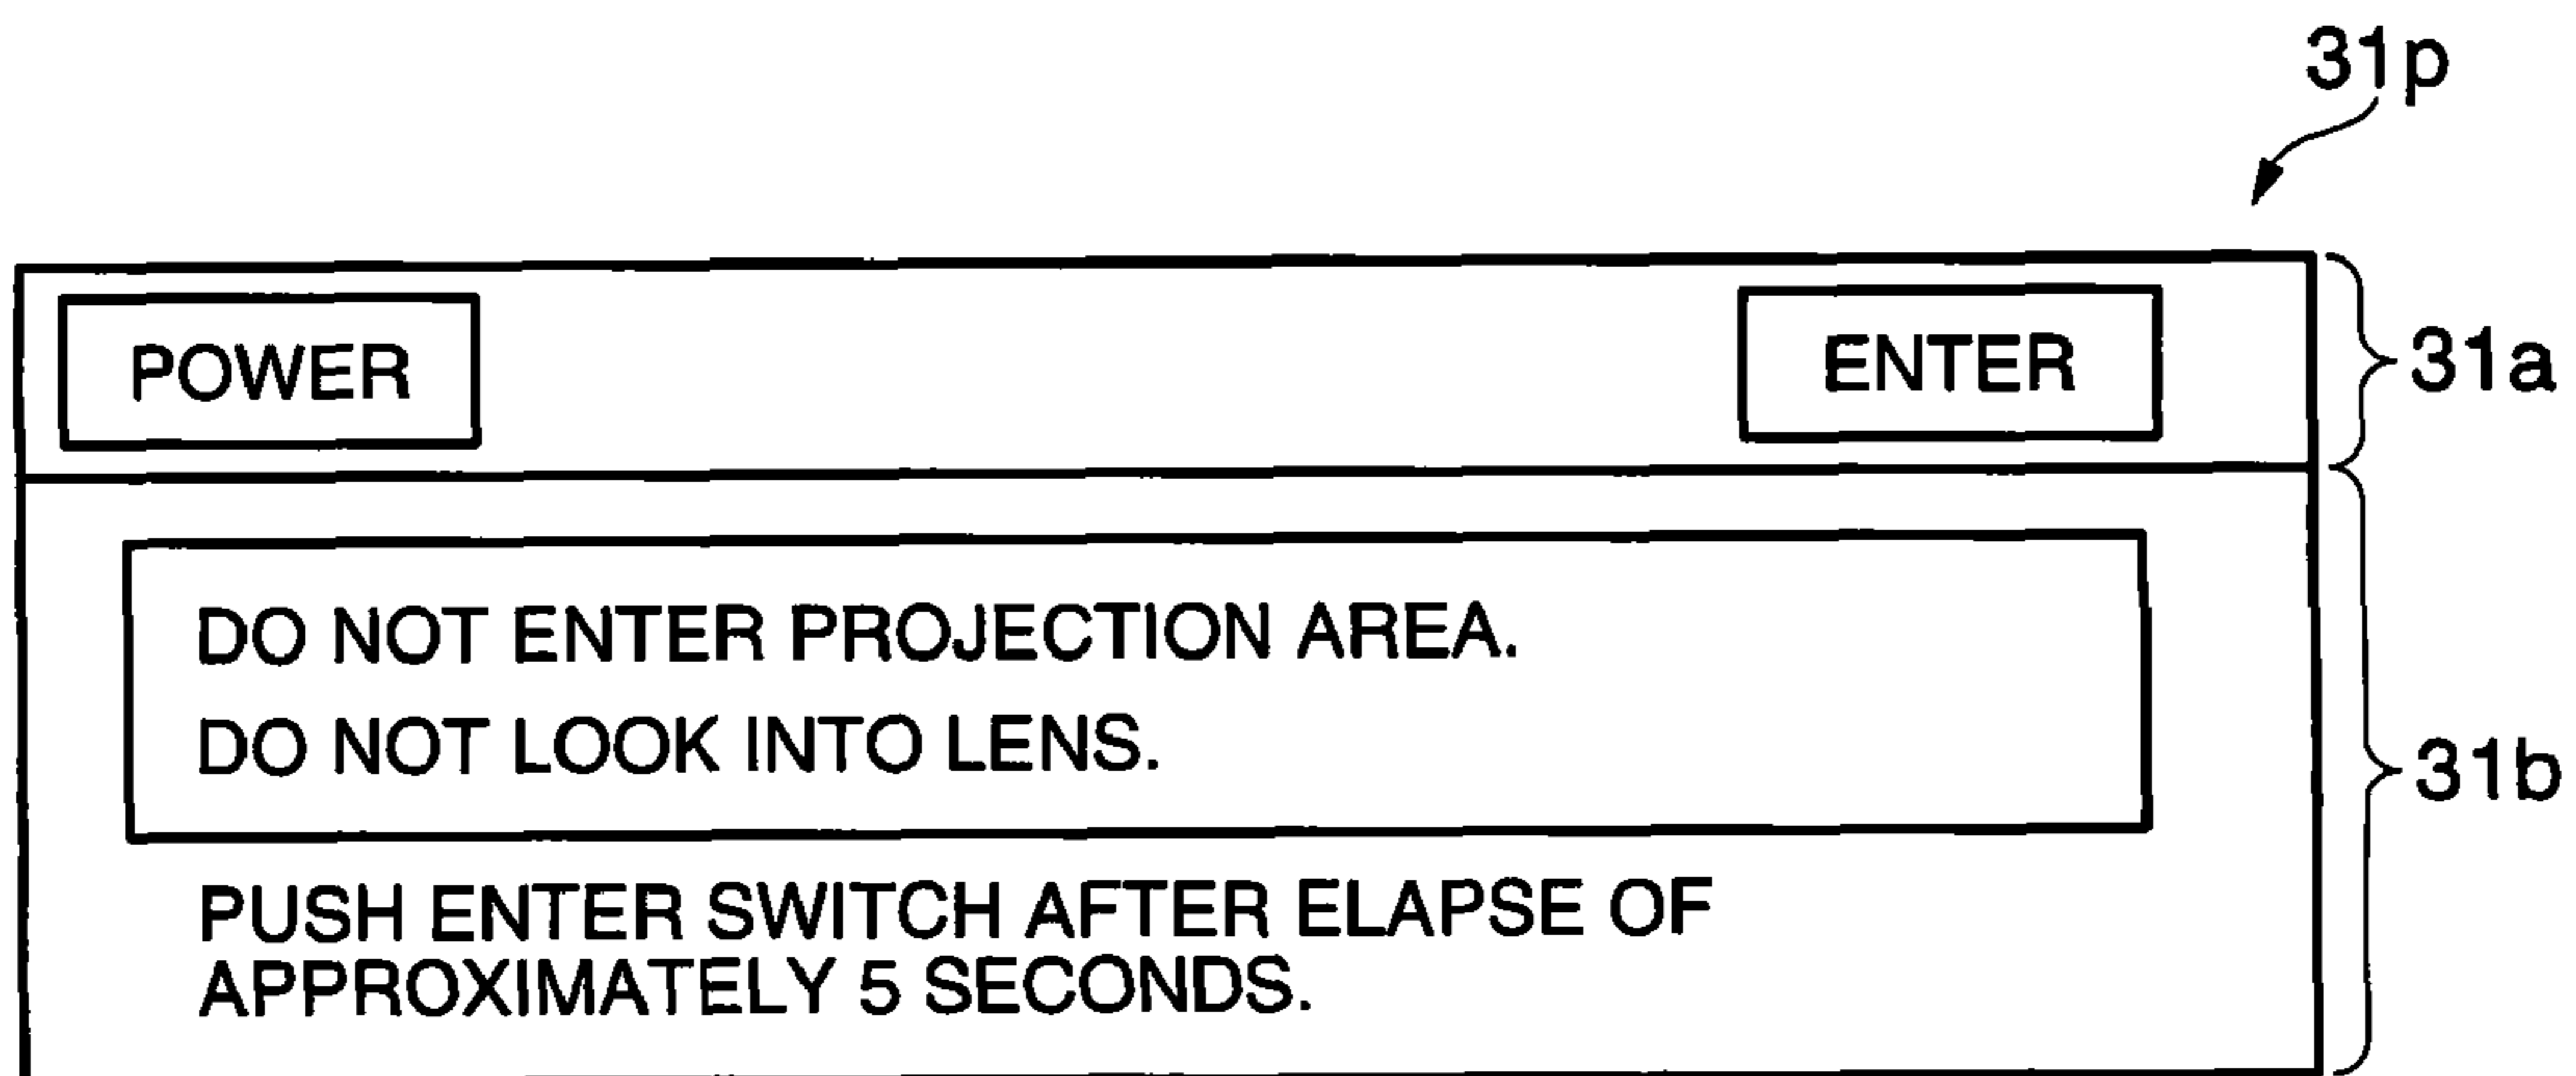 31p
POWER
ENTER
31a
DO NOT ENTER PROJECTION AREA.
DO NOT LOOK INTO LENS.
31b
PUSH ENTER SWITCH AFTER ELAPSE OF
APPROXIMATELY 5 SECONDS.